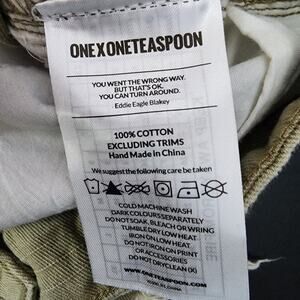 ONEXONETEASPOON
YOU WENT THE WRONG WAY.
BUT THAT'S OK.
YOU CAN TURN AROUND.
Eddie Eagle Blakey
100% COTTON
EXCLUDING TRIMS
Hand Made in China
We suggest the following care be taken
COLD MACHINE WASH
DARK COLOURS SEPARATELY
DO NOT SOAK, BLEACH OR WRING
TUMBLE DRY LOW HEAT
IRON ON LOW HEAT
DO NOT IRON ON PRINT
OR ACCESSORIES
DO NOT DRYCLEAN (X)
WWW.ONETEASPOON.COM